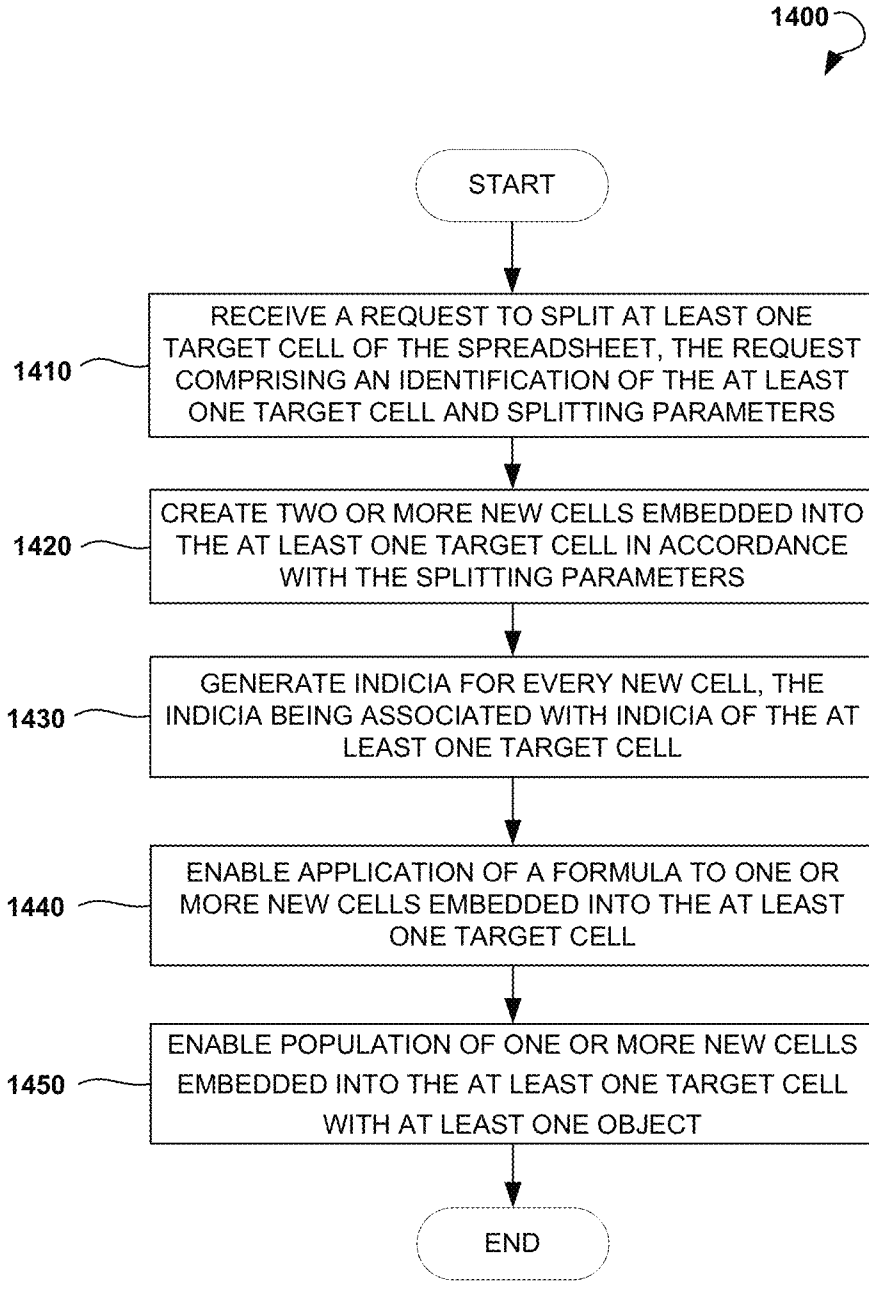 1400
START
1410
RECEIVE A REQUEST TO SPLIT AT LEAST ONE
TARGET CELL OF THE SPREADSHEET, THE REQUEST
COMPRISING AN IDENTIFICATION OF THE AT LEAST
ONE TARGET CELL AND SPLITTING PARAMETERS
1420
CREATE TWO OR MORE NEW CELLS EMBEDDED INTO
THE AT LEAST ONE TARGET CELL IN ACCORDANCE
WITH THE SPLITTING PARAMETERS
1430
GENERATE INDICIA FOR EVERY NEW CELL, THE
INDICIA BEING ASSOCIATED WITH INDICIA OF THE AT
LEAST ONE TARGET CELL
1440
ENABLE APPLICATION OF A FORMULA TO ONE OR
MORE NEW CELLS EMBEDDED INTO THE AT LEAST
ONE TARGET CELL
1450
ENABLE POPULATION OF ONE OR MORE NEW CELLS
EMBEDDED INTO THE AT LEAST ONE TARGET CELL
WITH AT LEAST ONE OBJECT
END